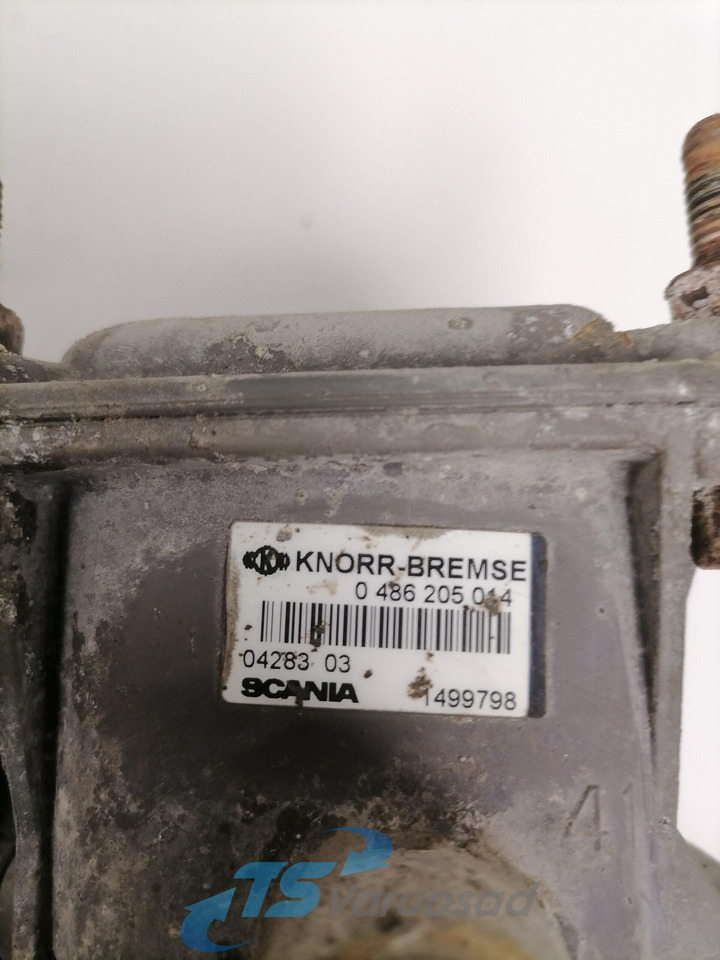 KNORR-BREMSE
0 486 205 014
04283 03
SCANIA 1499798
41
TS Varuosad